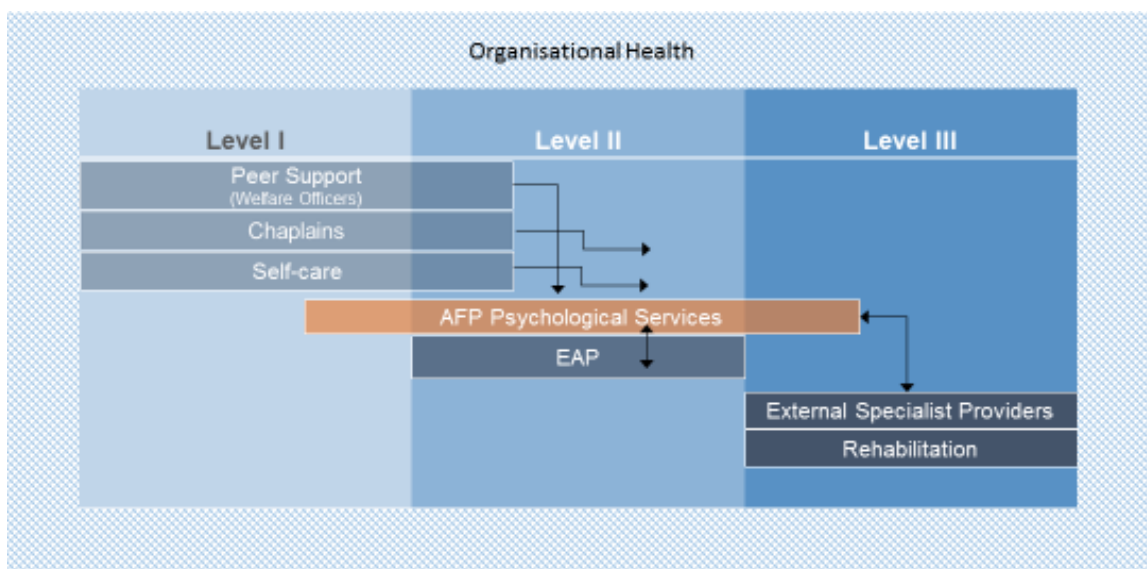 Organisational Health
Level I
Level II
Level III
Peer Support
(Welfare Officers)
Chaplains
Self-care
AFP Psychological Services
EAP
External Specialist Providers
Rehabilitation